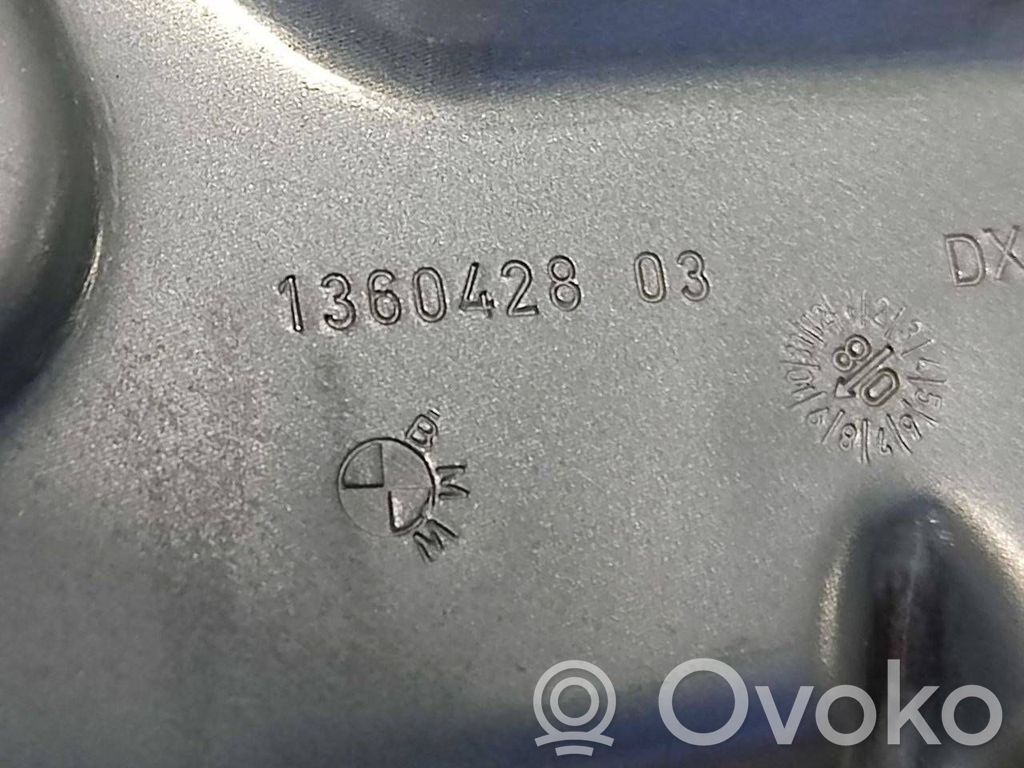 1360428 03
DX
BMW
Ovoko